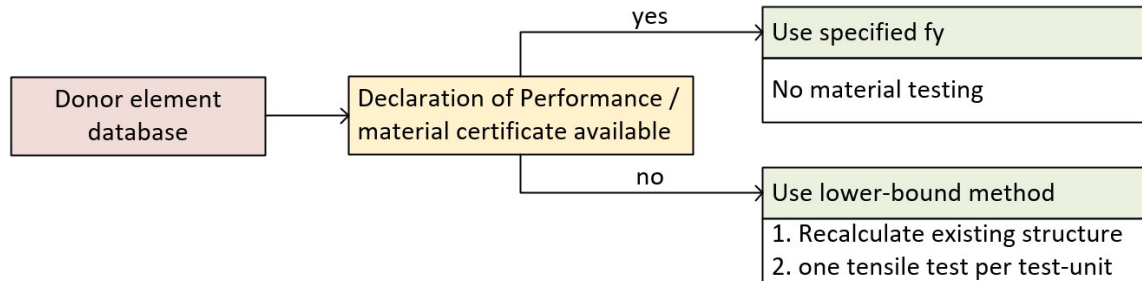 yes
Use specified fy
No material testing
Donor element
database
Declaration of Performance /
material certificate available
no
Use lower-bound method
1. Recalculate existing structure
2. one tensile test per test-unit